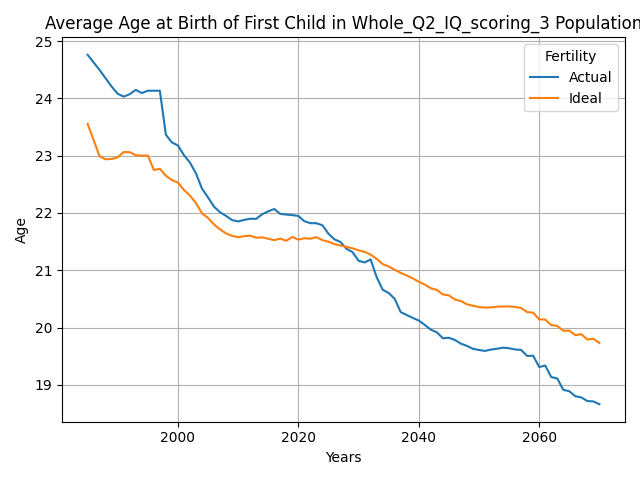 Average Age at Birth of First Child in Whole_Q2_IQ_scoring_3 Population
Fertility
Actual
Ideal
Age
25
24
23
22
21
20
19
2000
2020
2040
2060
Years